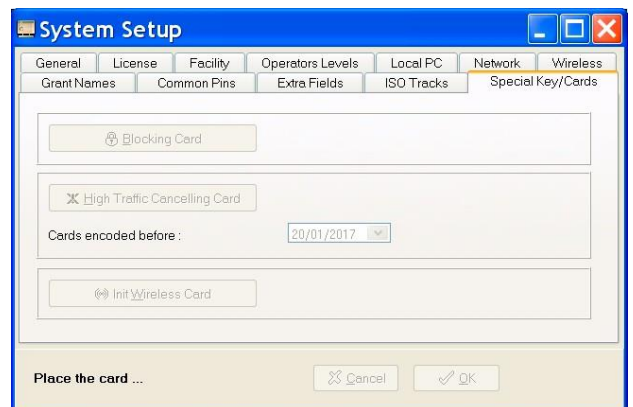 System Setup
General License Facility Operators Levels Local PC Network Wireless
Grant Names Common Pins Extra Fields ISO Tracks Special Key/Cards
Blocking Card
High Traffic Cancelling Card
Cards encoded before : 20/01/2017
Init Wireless Card
Place the card ... Cancel OK